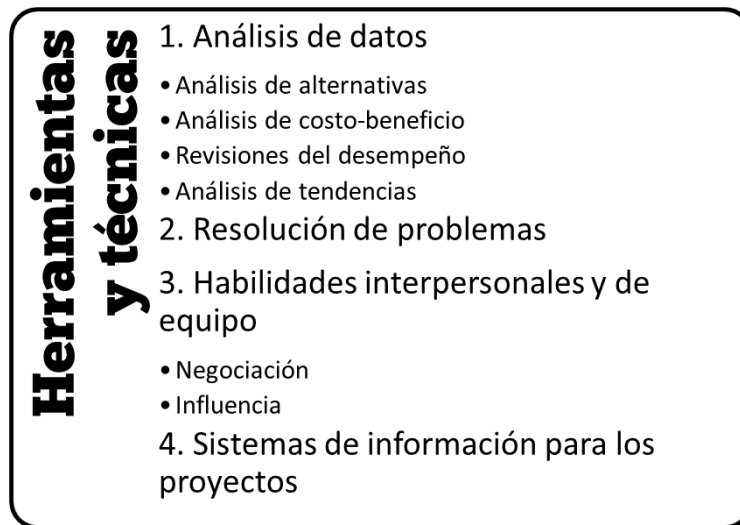 Herramientas
y técnicas
1. Análisis de datos
• Análisis de alternativas
• Análisis de costo-beneficio
• Revisiones del desempeño
• Análisis de tendencias
2. Resolución de problemas
3. Habilidades interpersonales y de
equipo
• Negociación
• Influencia
4. Sistemas de información para los
proyectos